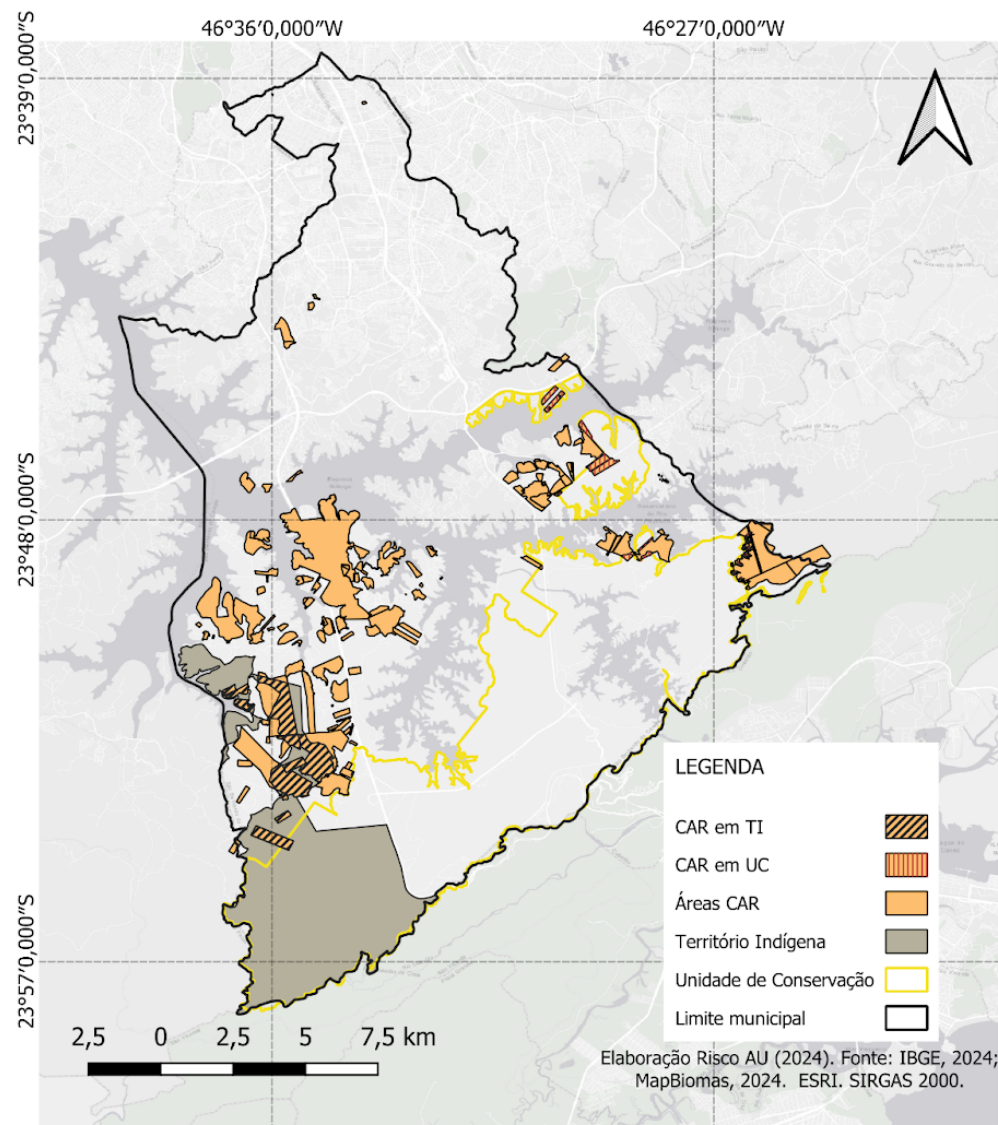 46°36′0,000″W
46°27′0,000″W
23°39′0,000″S
23°48′0,000″S
23°57′0,000″S
LEGENDA
CAR em TI
CAR em UC
Áreas CAR
Território Indígena
Unidade de Conservação
Limite municipal
2,5 0 2,5 5 7,5 km
Elaboração Risco AU (2024). Fonte: IBGE, 2024;
MapBiomas, 2024. ESRI. SIRGAS 2000.